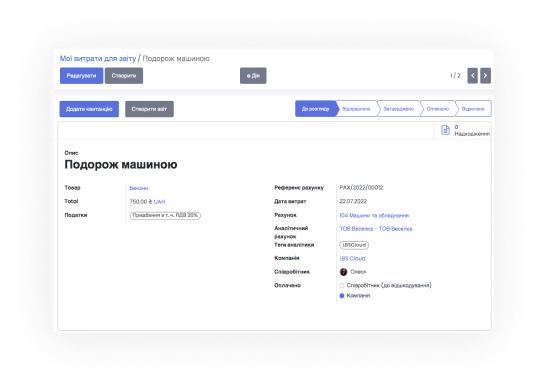 Мої витрати для звіту / Подорож машиною
Редагувати Створити Дії 1 / 2
Додати квитанцію Створити звіт До розгляду Відправлено Затверджено Оплачено Відхилено
0
Надходження
Опис
Подорож машиною
Товар Бензин
Total 750,00 ₴ UAH
Податки Придбання в т. ч. ПДВ 20%
Референс рахунку РАХ/2022/00012
Дата витрат 22.07.2022
Рахунок 104 Машини та обладнання
Аналітичний рахунок ТОВ Веселка - ТОВ Веселка
Теги аналітики LBSCloud
Компанія LBS Cloud
Співробітник Олеся
Оплачено Співробітник (до відшкодування)
Компанія